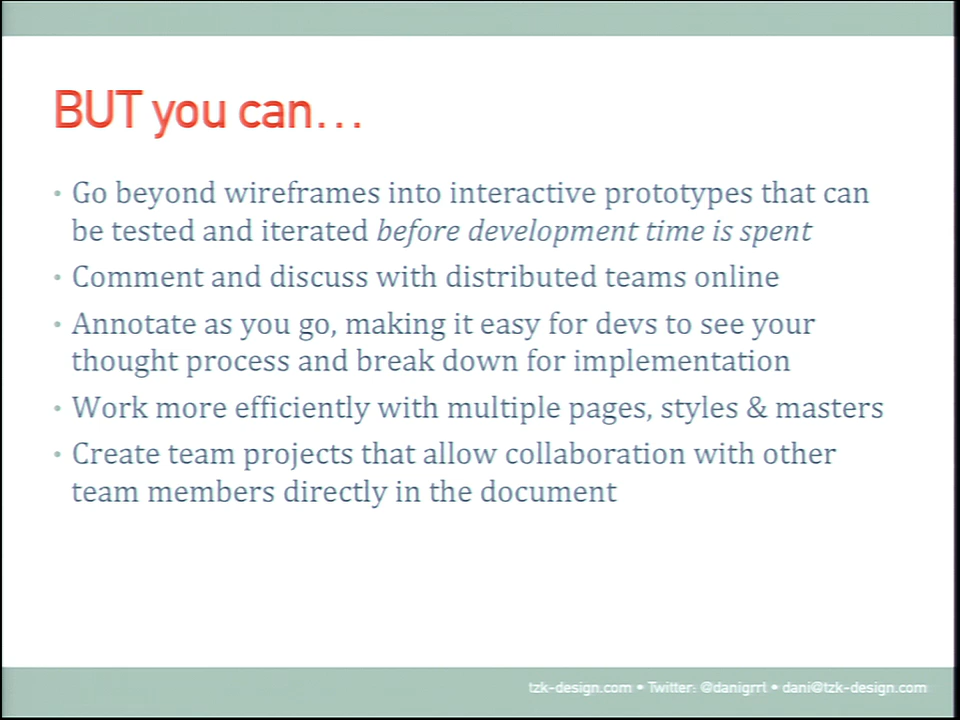 BUT you can…
• Go beyond wireframes into interactive prototypes that can
be tested and iterated before development time is spent
• Comment and discuss with distributed teams online
• Annotate as you go, making it easy for devs to see your
thought process and break down for implementation
• Work more efficiently with multiple pages, styles & masters
• Create team projects that allow collaboration with other
team members directly in the document
tzk-design.com • Twitter: @danigrrl • dani@tzk-design.com